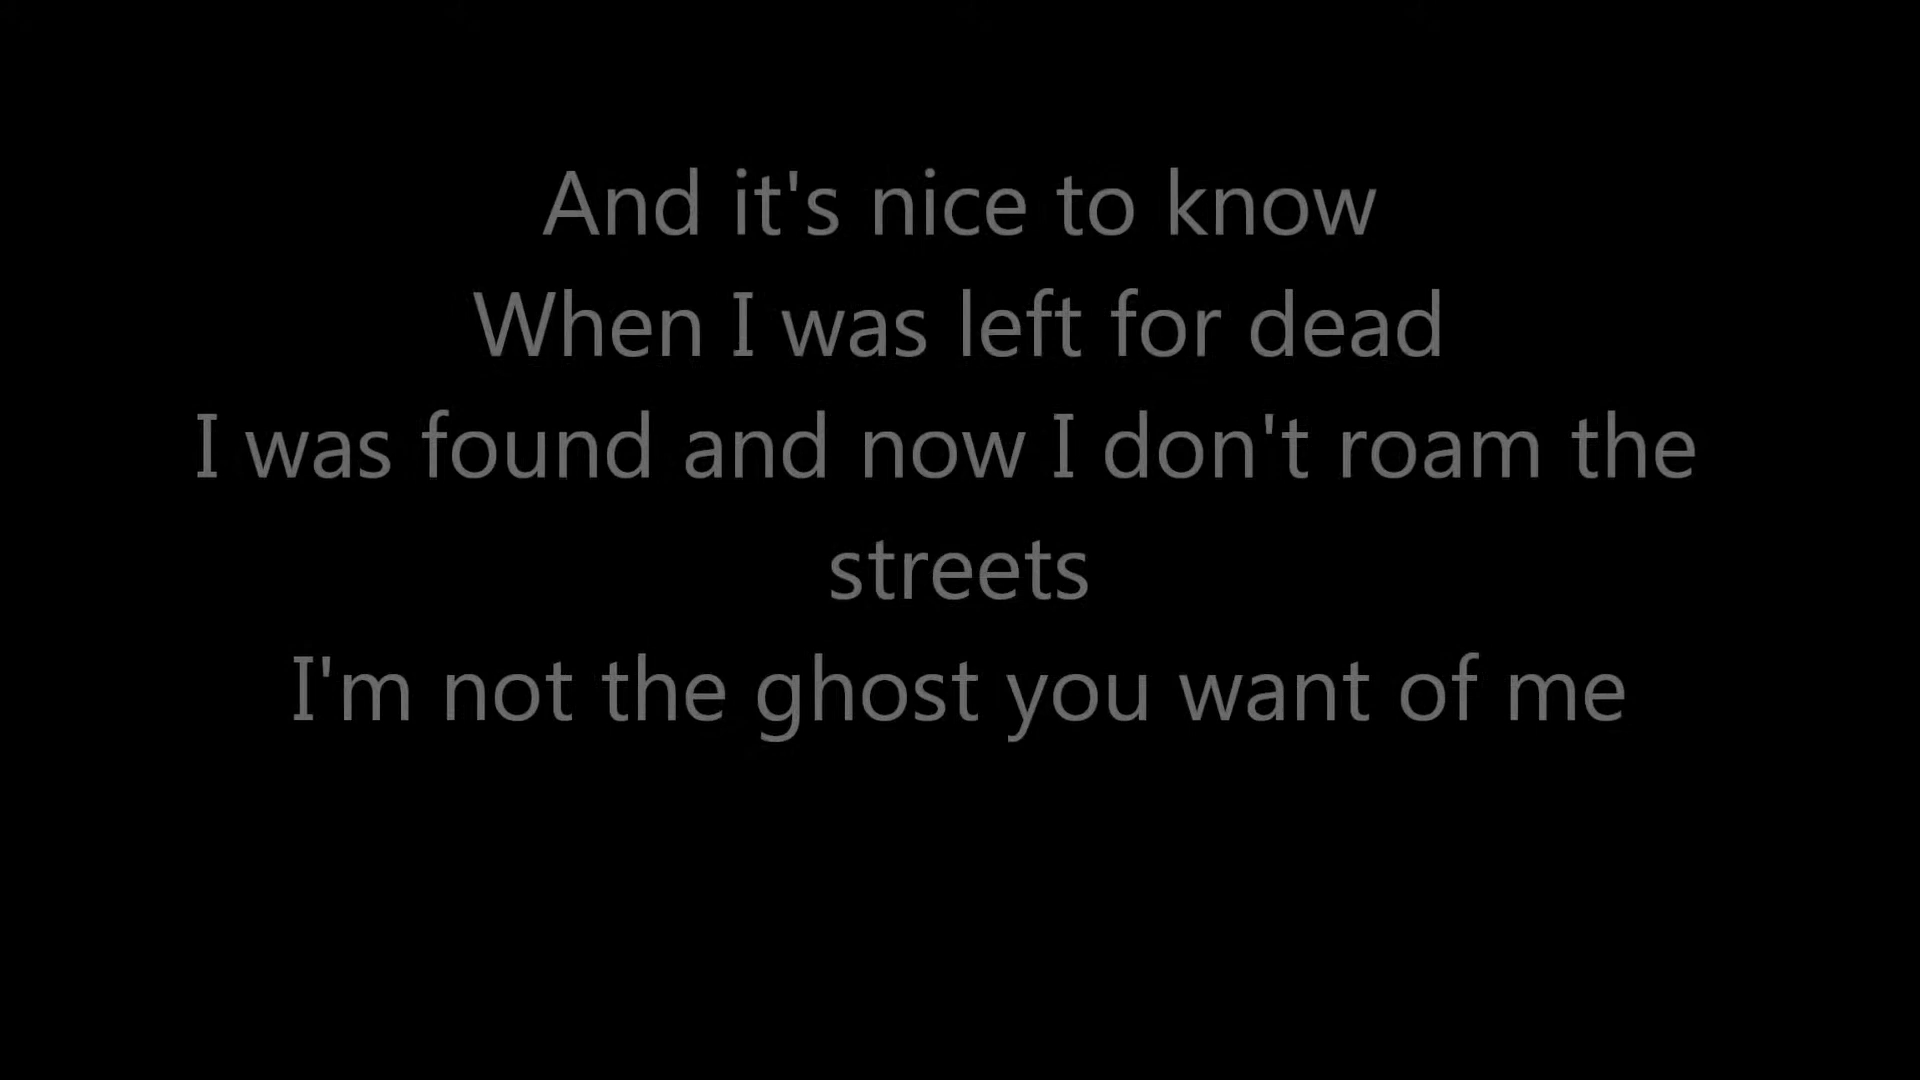 And it's nice to know
When I was left for dead
I was found and now I don't roam the
streets
I'm not the ghost you want of me